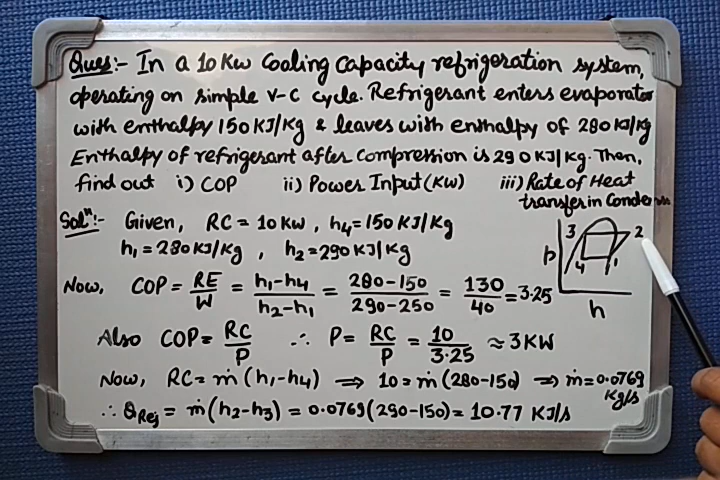 Ques:- In a 10 Kw Cooling Capacity refrigeration system,
operating on simple V-C cycle. Refrigerant enters evaporator
with enthalpy 150 KJ/Kg & leaves with enthalpy of 280 KJ/Kg
Enthalpy of refrigerant after compression is 290 KJ/Kg. Then,
find out i) COP ii) Power Input (KW) iii) Rate of Heat
transfer in Condens
Solⁿ:- Given, RC = 10 KW, h₄ = 150 KJ/Kg
h₁ = 280 KJ/Kg, h₂ = 290 KJ/Kg
Now, COP = RE/W = h₁-h₄/h₂-h₁ = 280-150/290-250 = 130/40 = 3.25
p 3 2 4 1 h
Also COP = RC/P ∴ P = RC/P = 10/3.25 ≈ 3 KW
Now, RC = ṁ (h₁-h₄) ⟹ 10 = ṁ (280-150) ⟹ ṁ = 0.0769
Kg/s
∴ QRej = ṁ (h₂-h₃) = 0.0769 (290-150) = 10.77 KJ/s